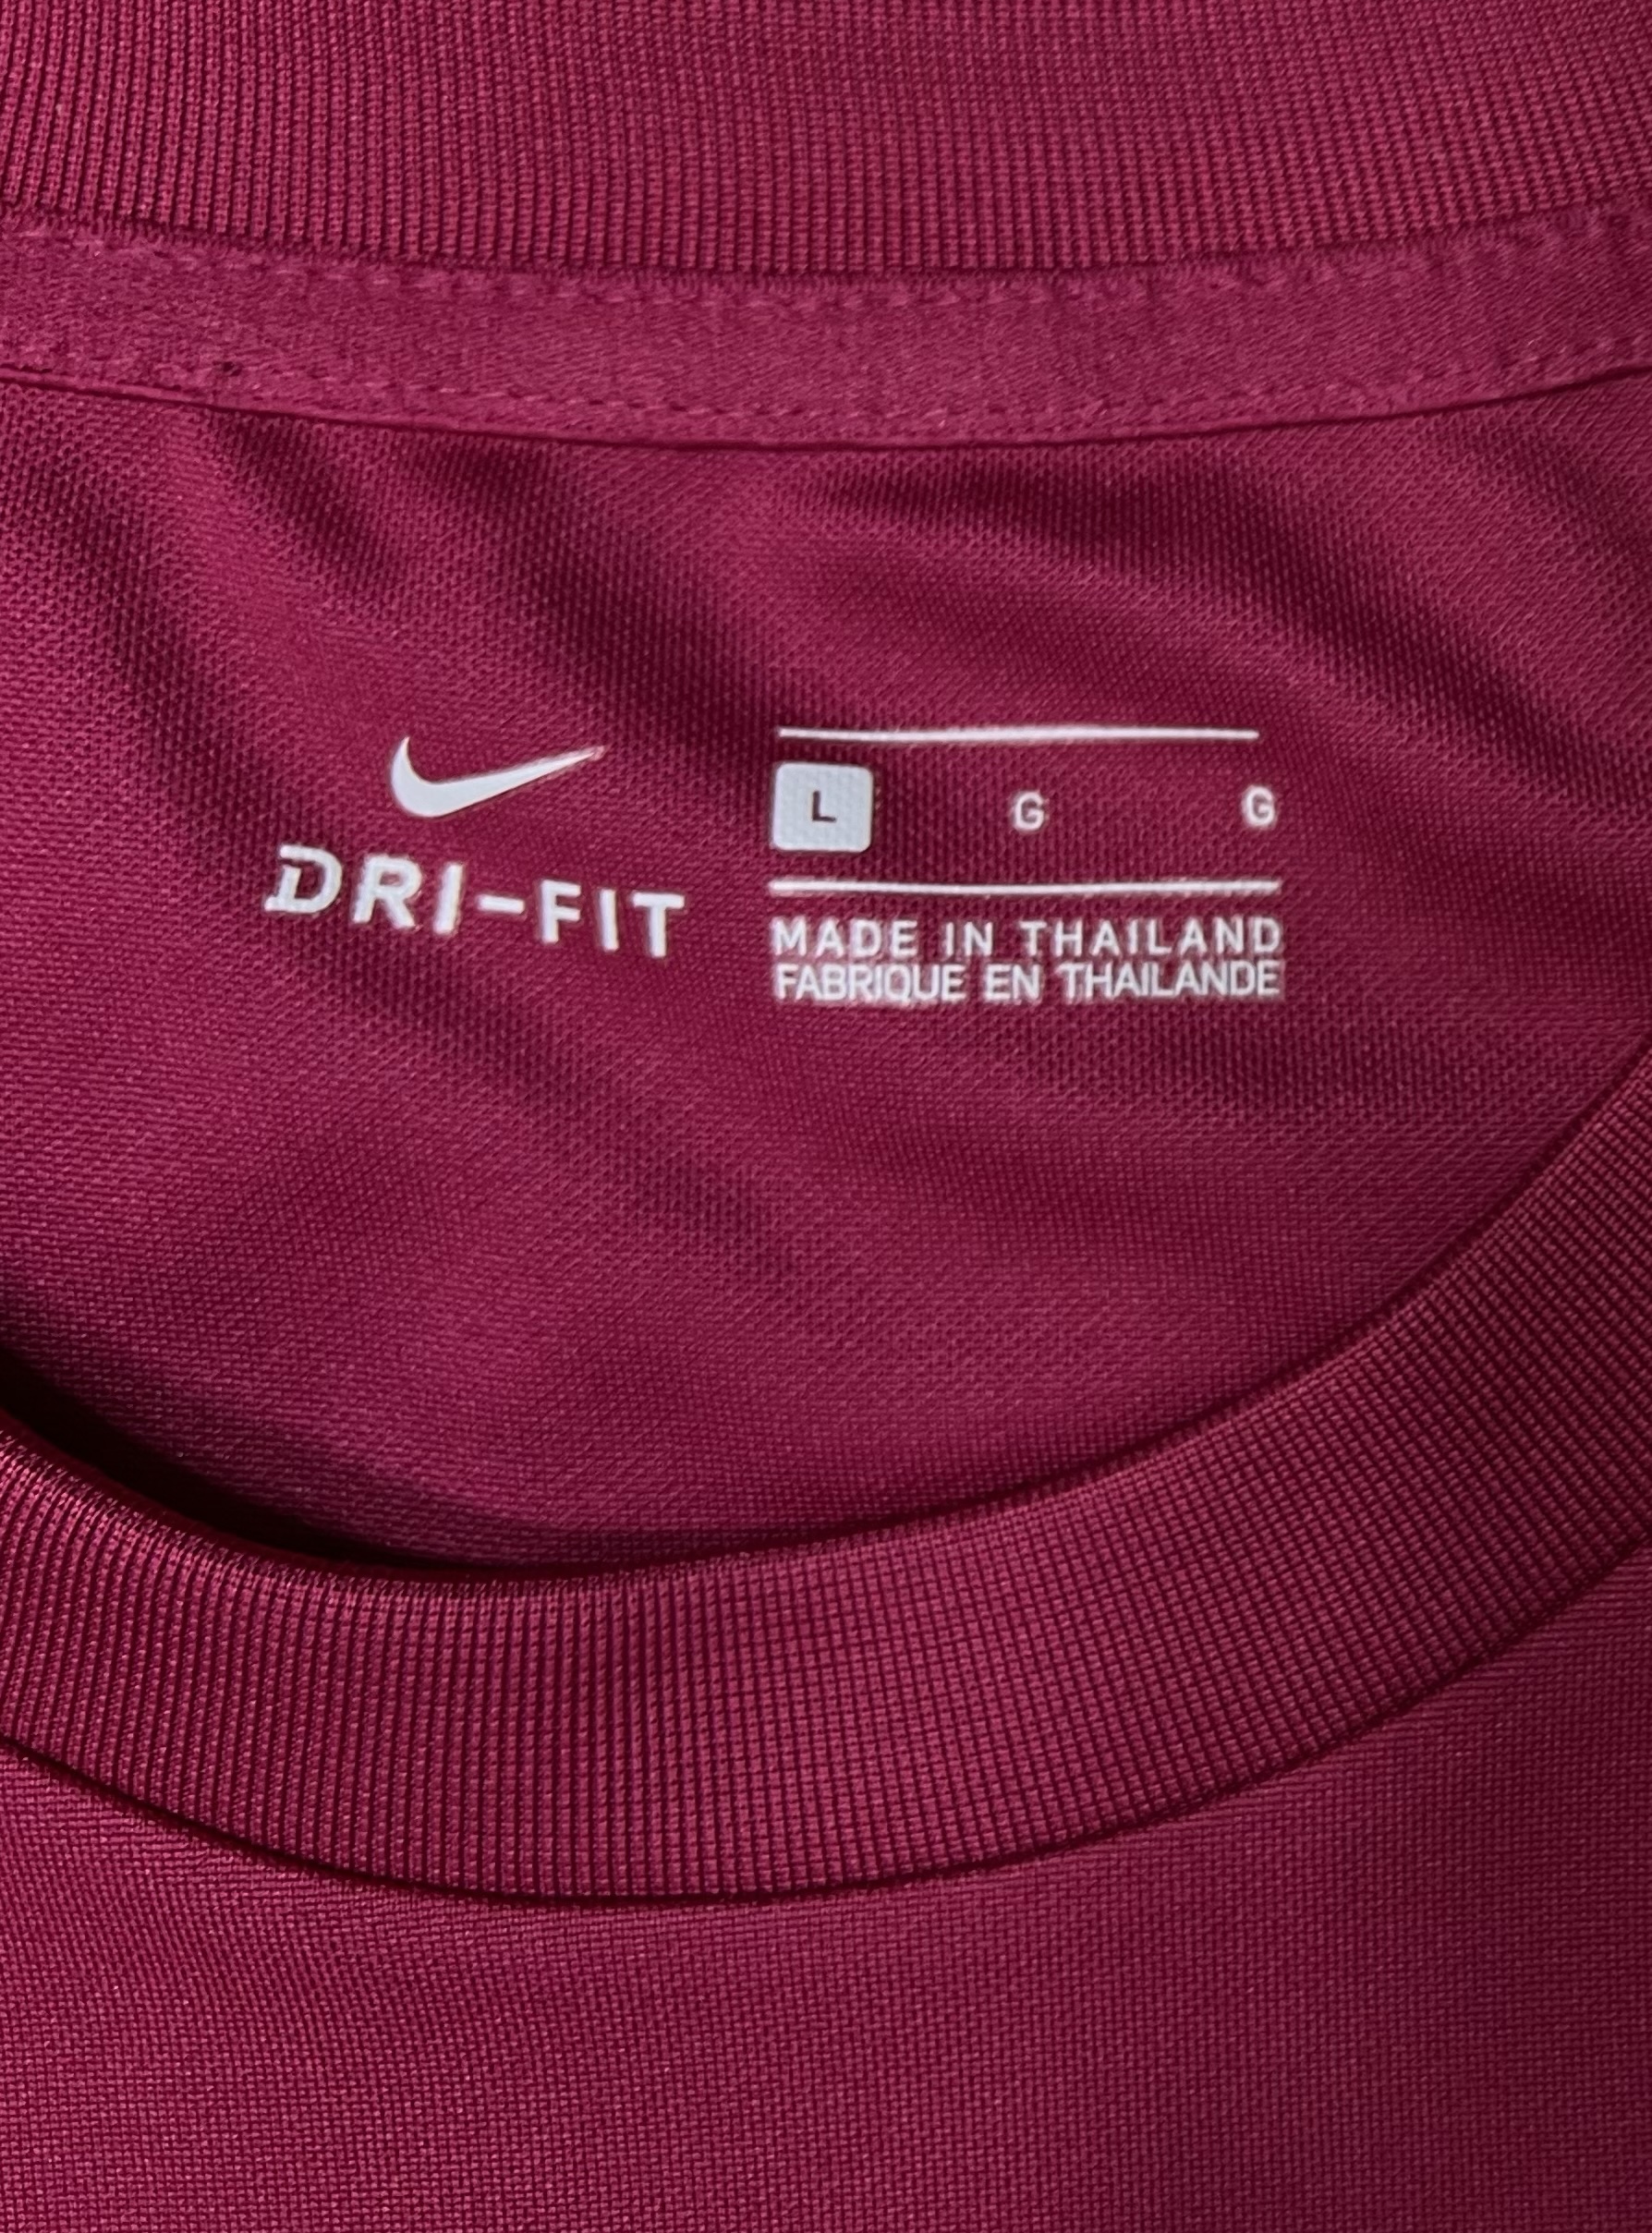 DRI-FIT
L G G
MADE IN THAILAND
FABRIQUE EN THAILANDE